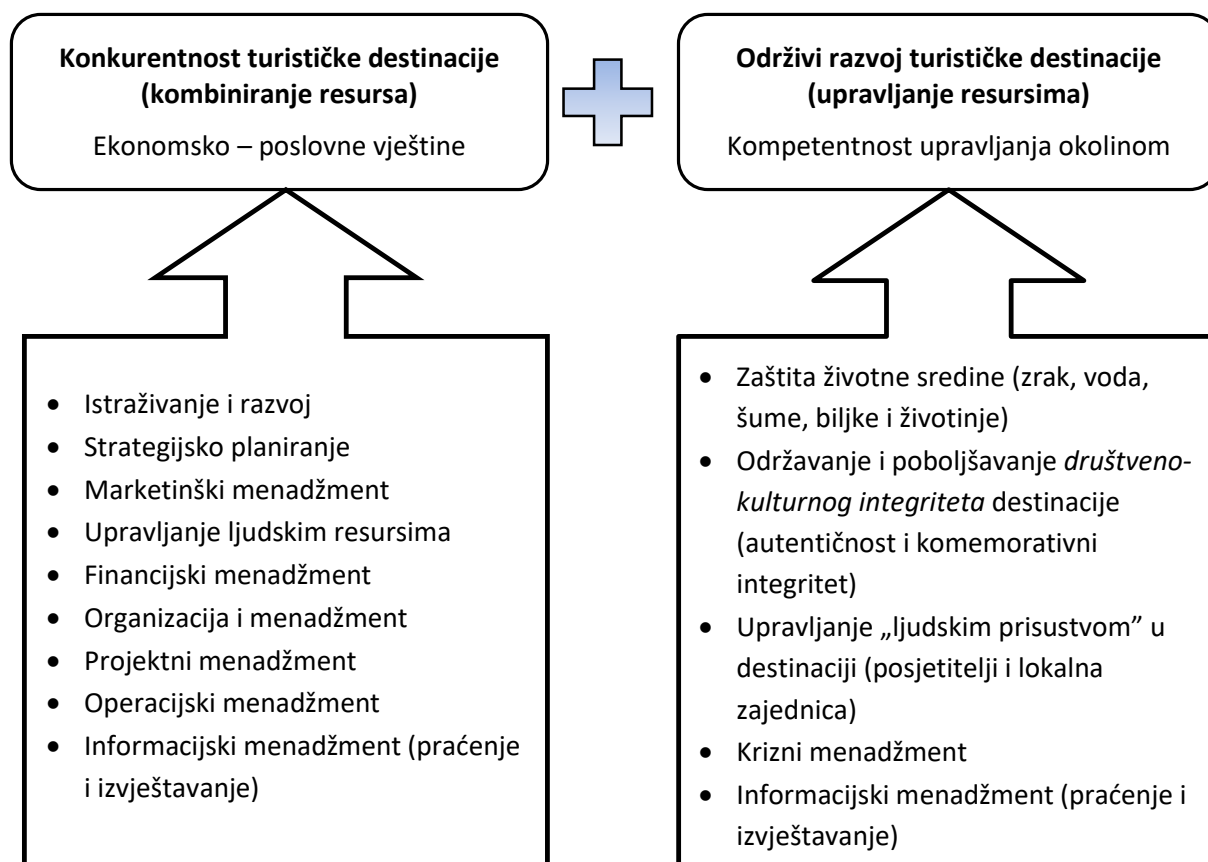 Konkurentnost turističke destinacije
(kombiniranje resursa)
Ekonomsko – poslovne vještine
Održivi razvoj turističke destinacije
(upravljanje resursima)
Kompetentnost upravljanja okolinom
• Istraživanje i razvoj
• Strategijsko planiranje
• Marketinški menadžment
• Upravljanje ljudskim resursima
• Financijski menadžment
• Organizacija i menadžment
• Projektni menadžment
• Operacijski menadžment
• Informacijski menadžment (praćenje
i izvještavanje)
• Zaštita životne sredine (zrak, voda,
šume, biljke i životinje)
• Održavanje i poboljšavanje društveno-
kulturnog integriteta destinacije
(autentičnost i komemorativni
integritet)
• Upravljanje „ljudskim prisustvom” u
destinaciji (posjetitelji i lokalna
zajednica)
• Krizni menadžment
• Informacijski menadžment (praćenje i
izvještavanje)